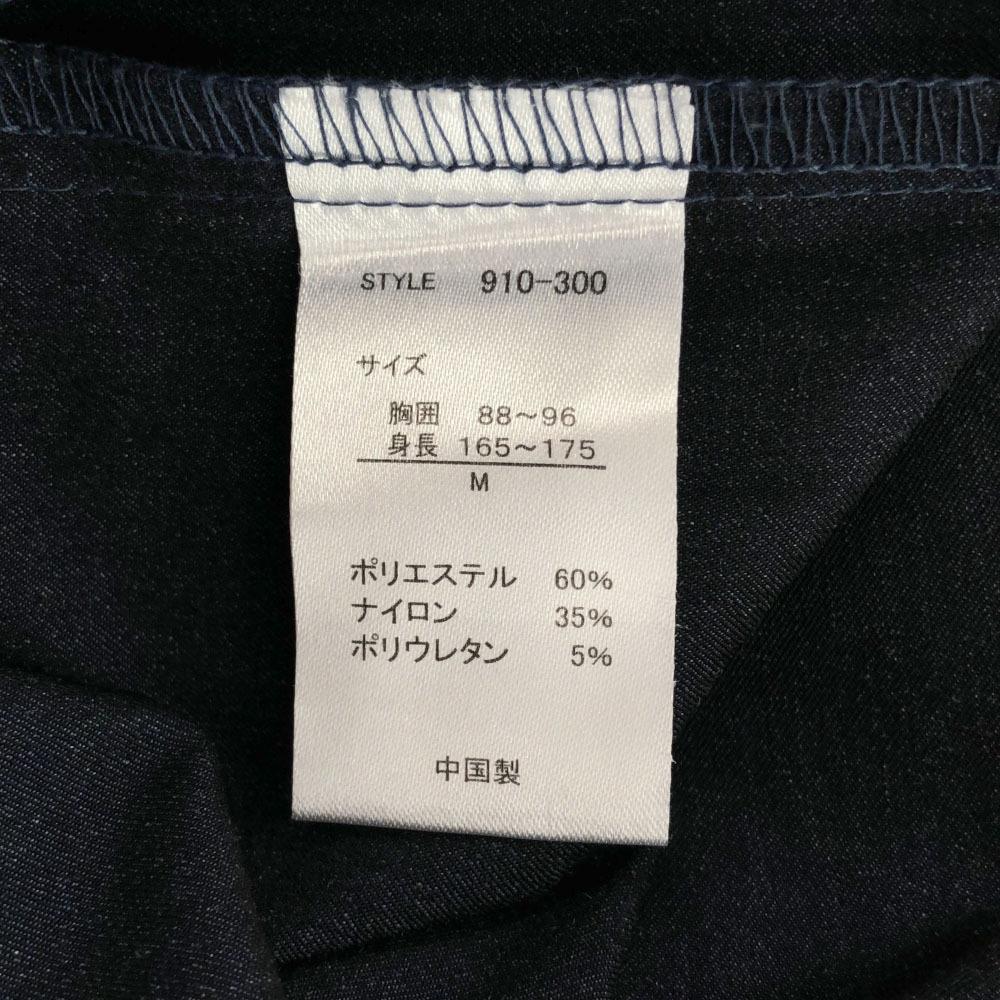 STYLE 910-300
サイズ
胸囲 88～96
身長 165～175
M
ポリエステル 60%
ナイロン 35%
ポリウレタン 5%
中国製